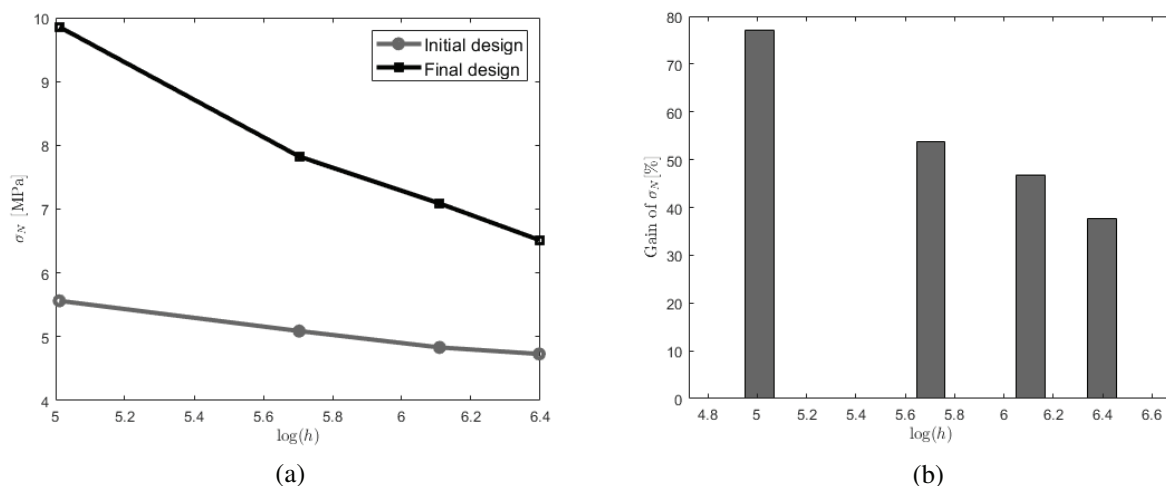 10
9
8
7
6
5
4
σN [MPa]
Initial design
Final design
5 5.2 5.4 5.6 5.8 6 6.2 6.4
log(h)
(a)
80
70
60
50
40
30
20
10
0
Gain of σN[%]
4.8 5 5.2 5.4 5.6 5.8 6 6.2 6.4 6.6
log(h)
(b)